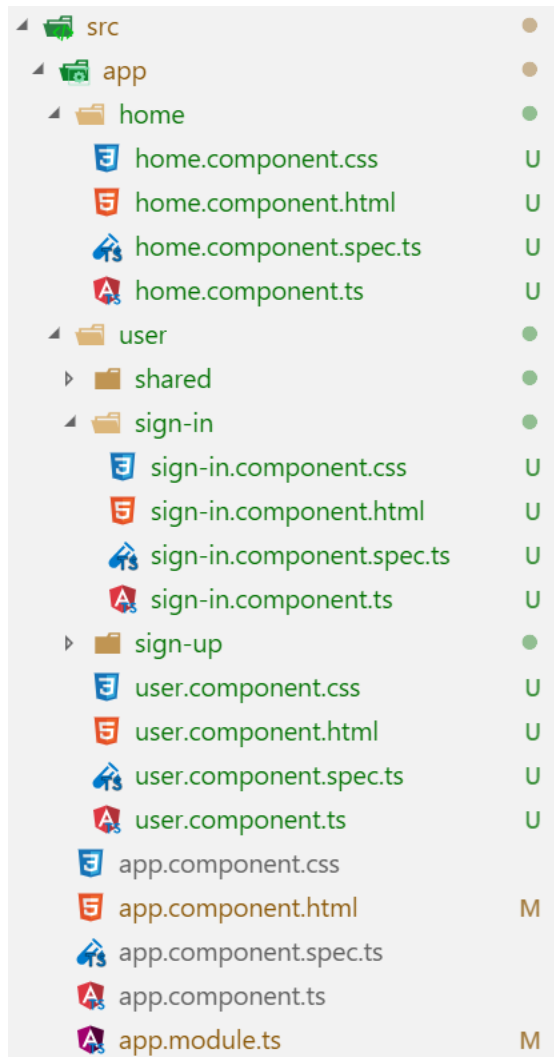 src
app
home
home.component.css U
home.component.html U
home.component.spec.ts U
home.component.ts U
user
shared
sign-in
sign-in.component.css U
sign-in.component.html U
sign-in.component.spec.ts U
sign-in.component.ts U
sign-up
user.component.css U
user.component.html U
user.component.spec.ts U
user.component.ts U
app.component.css
app.component.html M
app.component.spec.ts
app.component.ts
app.module.ts M